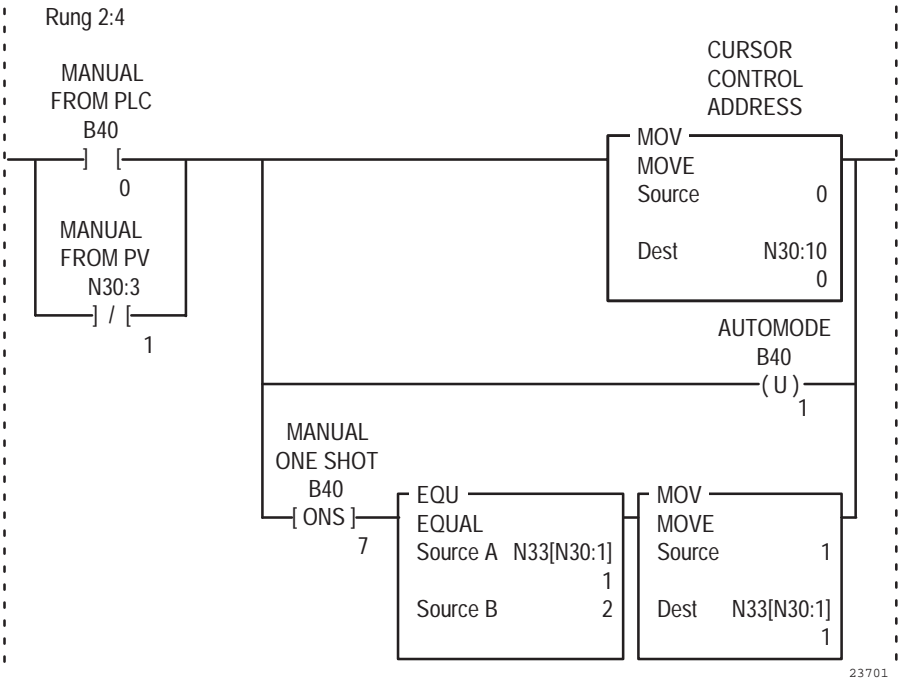 Rung 2:4
CURSOR
CONTROL
ADDRESS
MANUAL
FROM PLC
B40
] [
0
MOV
MOVE
Source 0
Dest N30:10
0
MANUAL
FROM PV
N30:3
] / [
1
AUTOMODE
B40
( U )
1
MANUAL
ONE SHOT
B40
[ ONS ]
7
EQU
EQUAL
Source A N33[N30:1]
1
Source B 2
MOV
MOVE
Source 1
Dest N33[N30:1]
1
23701